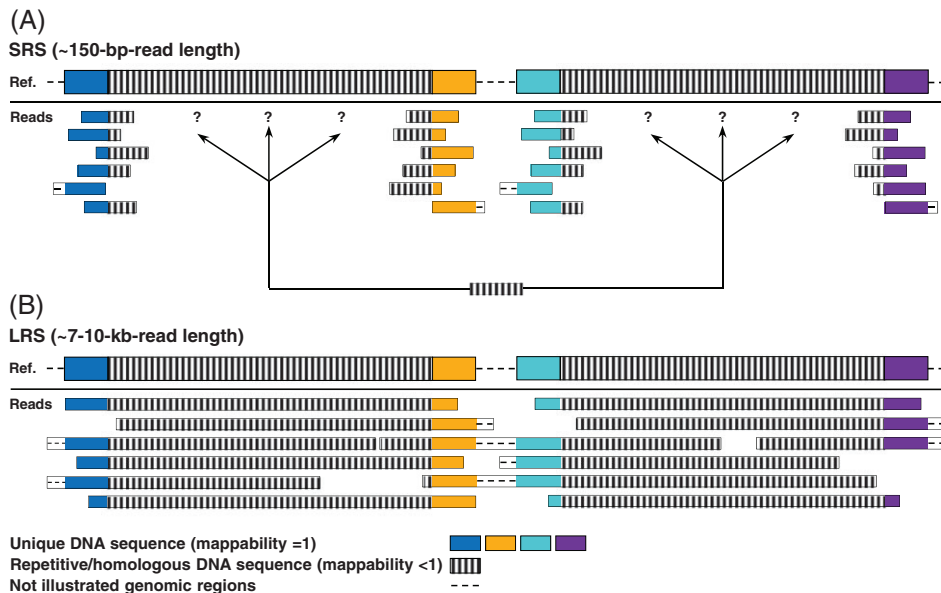 (A)
SRS (~150-bp-read length)
Ref.
Reads
? ? ? ? ? ?
(B)
LRS (~7-10-kb-read length)
Ref.
Reads
Unique DNA sequence (mappability =1)
Repetitive/homologous DNA sequence (mappability <1)
Not illustrated genomic regions